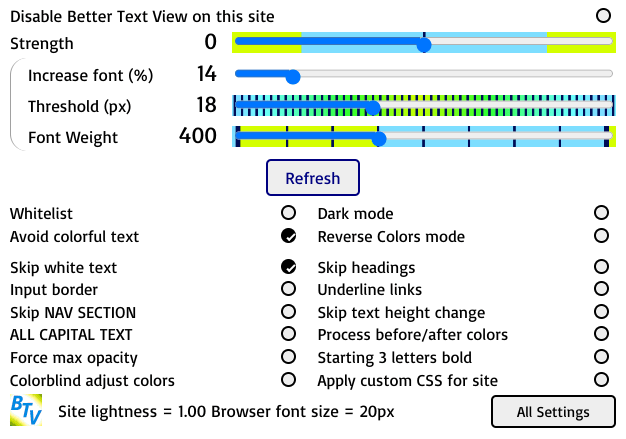 Disable Better Text View on this site
Strength 0
Increase font (%) 14
Threshold (px) 18
Font Weight 400
Refresh
Whitelist Dark mode
Avoid colorful text Reverse Colors mode
Skip white text Skip headings
Input border Underline links
Skip NAV SECTION Skip text height change
ALL CAPITAL TEXT Process before/after colors
Force max opacity Starting 3 letters bold
Colorblind adjust colors Apply custom CSS for site
BTV Site lightness = 1.00 Browser font size = 20px All Settings